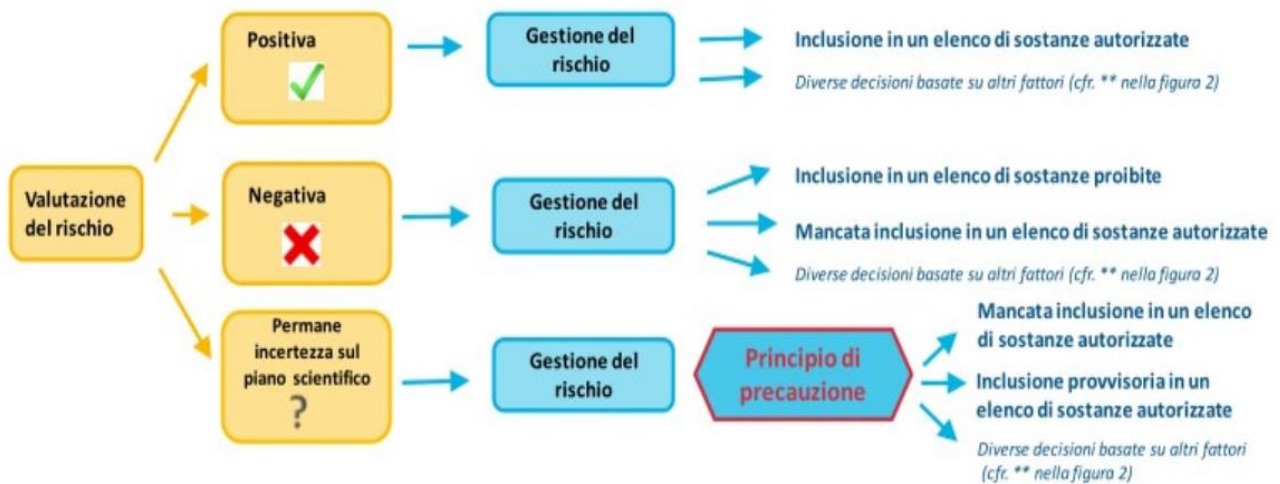 Valutazione
del rischio
Positiva
Gestione del
rischio
Inclusione in un elenco di sostanze autorizzate
Diverse decisioni basate su altri fattori (cfr. ** nella figura 2)
Negativa
Gestione del
rischio
Inclusione in un elenco di sostanze proibite
Mancata inclusione in un elenco di sostanze autorizzate
Diverse decisioni basate su altri fattori (cfr. ** nella figura 2)
Permane
incertezza sul
piano scientifico
?
Gestione del
rischio
Principio di
precauzione
Mancata inclusione in un elenco
di sostanze autorizzate
Inclusione provvisoria in un
elenco di sostanze autorizzate
Diverse decisioni basate su altri fattori
(cfr. ** nella figura 2)